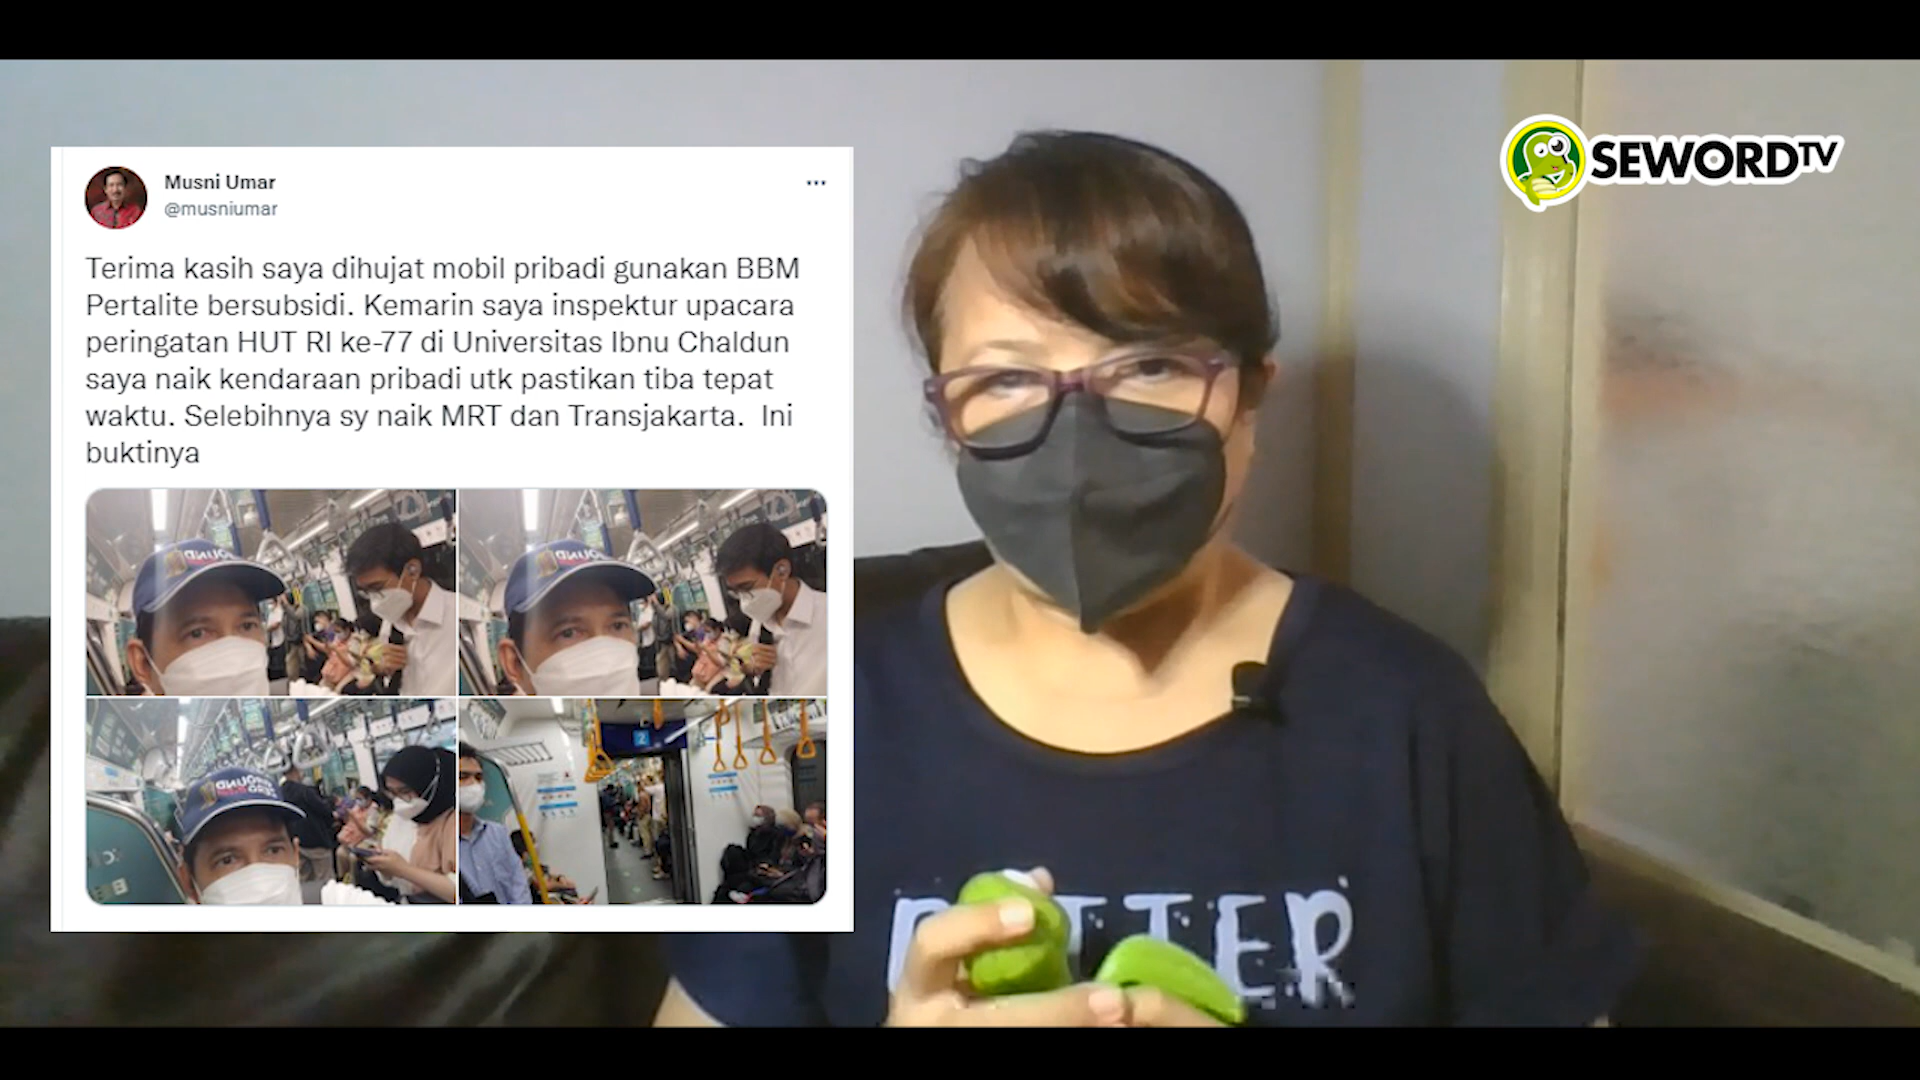 Musni Umar
@musniumar
Terima kasih saya dihujat mobil pribadi gunakan BBM
Pertalite bersubsidi. Kemarin saya inspektur upacara
peringatan HUT RI ke-77 di Universitas Ibnu Chaldun
saya naik kendaraan pribadi utk pastikan tiba tepat
waktu. Selebihnya sy naik MRT dan Transjakarta. Ini
buktinya
2
SEWORDTV